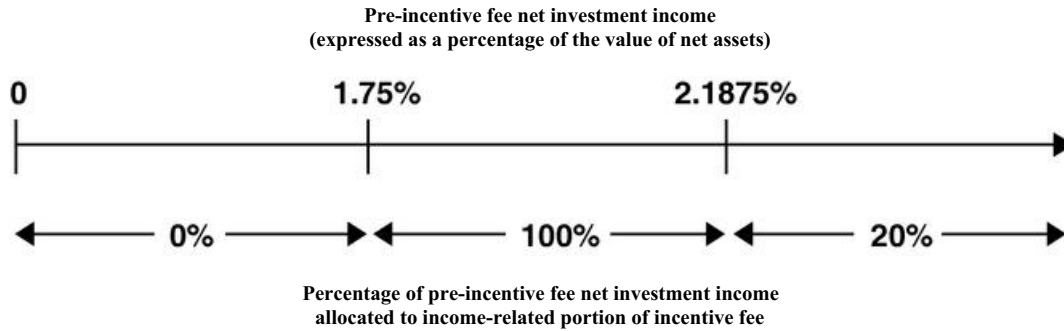 Pre-incentive fee net investment income
(expressed as a percentage of the value of net assets)
0 1.75% 2.1875%
0% 100% 20%
Percentage of pre-incentive fee net investment income
allocated to income-related portion of incentive fee